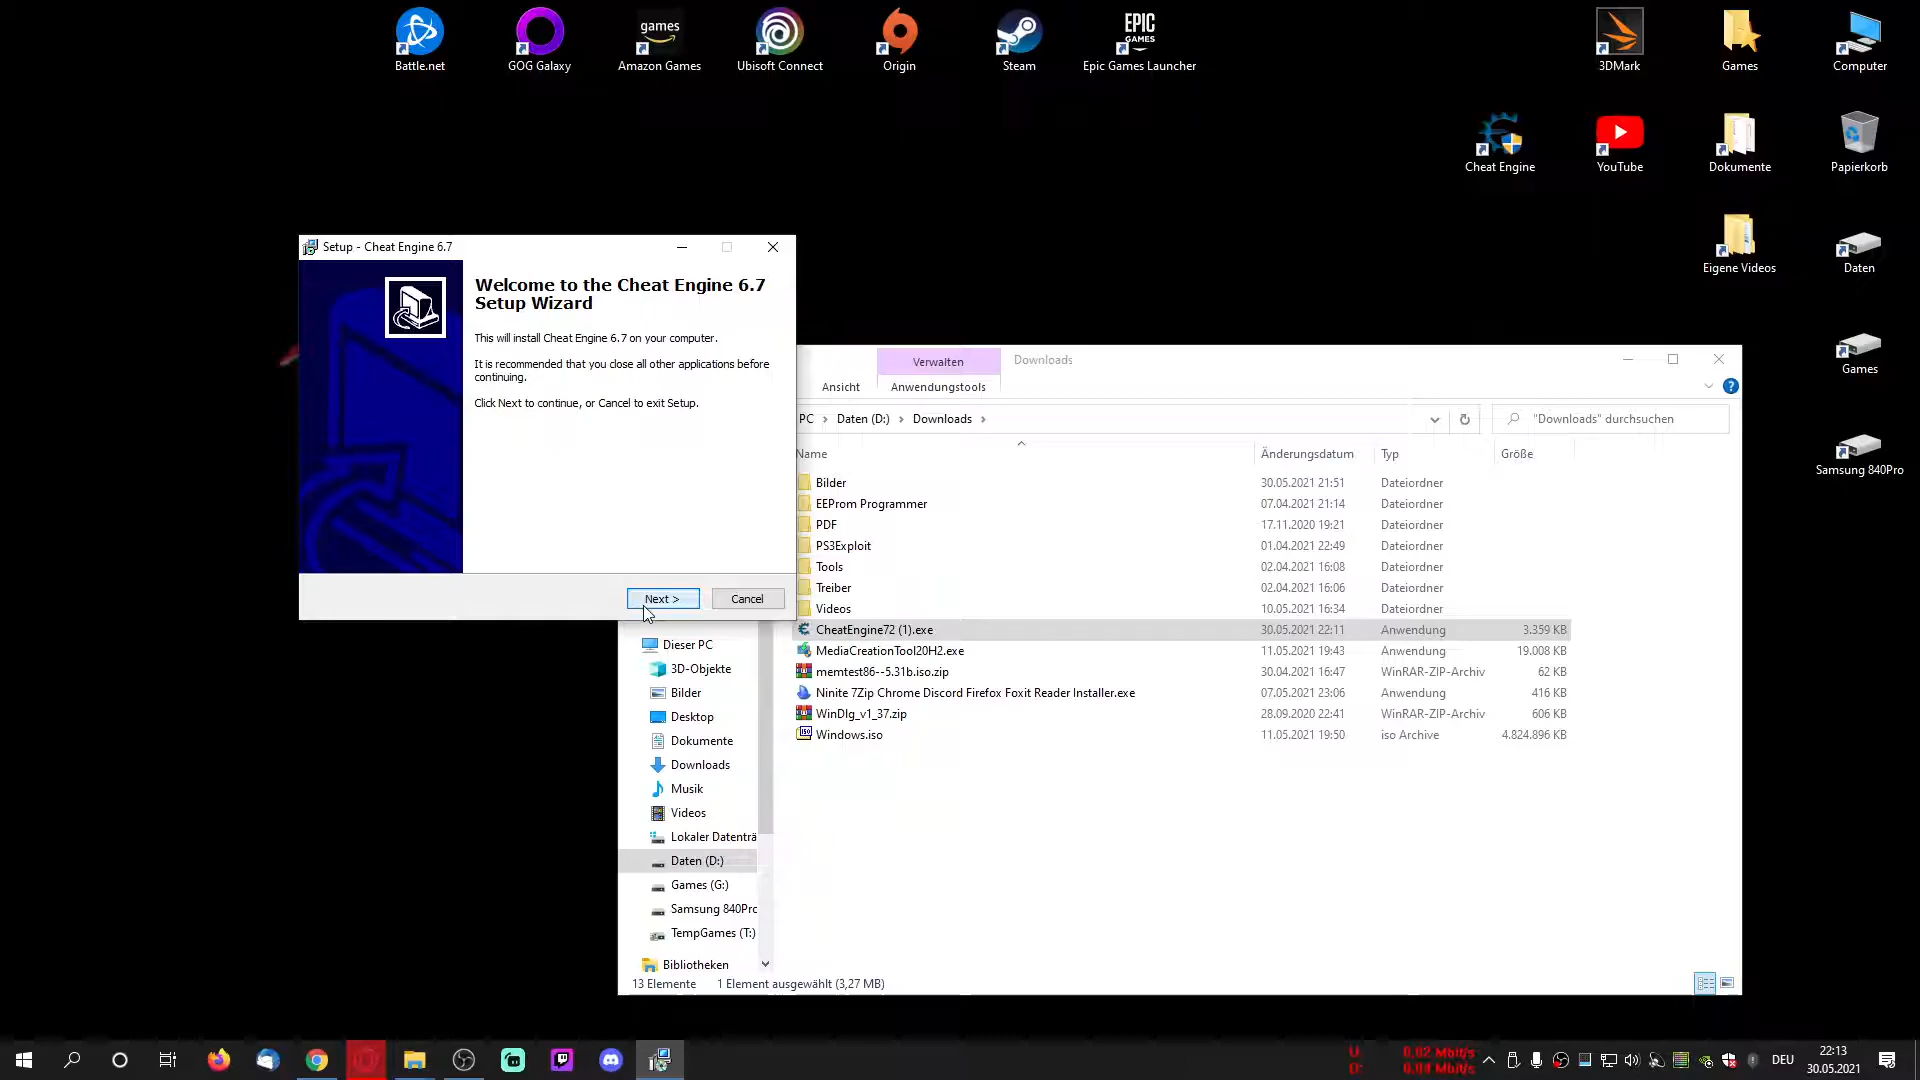 Battle.net
GOG Galaxy
games
Amazon Games
Ubisoft Connect
Origin
Steam
EPIC
GAMES
Epic Games Launcher
3DMark
Games
Computer
Cheat Engine
YouTube
Dokumente
Papierkorb
Eigene Videos
Daten
Games
Samsung 840Pro
Setup - Cheat Engine 6.7
Welcome to the Cheat Engine 6.7
Setup Wizard
This will install Cheat Engine 6.7 on your computer.
It is recommended that you close all other applications before
continuing.
Click Next to continue, or Cancel to exit Setup.
Next >
Cancel
Verwalten
Downloads
Ansicht
Anwendungstools
PC > Daten (D:) > Downloads >
"Downloads" durchsuchen
Name Änderungsdatum Typ Größe
Bilder 30.05.2021 21:51 Dateiordner
EEProm Programmer 07.04.2021 21:14 Dateiordner
PDF 17.11.2020 19:21 Dateiordner
PS3Exploit 01.04.2021 22:49 Dateiordner
Tools 02.04.2021 16:08 Dateiordner
Treiber 02.04.2021 16:06 Dateiordner
Videos 10.05.2021 16:34 Dateiordner
CheatEngine72 (1).exe 30.05.2021 22:11 Anwendung 3.359 KB
MediaCreationTool20H2.exe 11.05.2021 19:43 Anwendung 19.008 KB
memtest86--5.31b.iso.zip 30.04.2021 16:47 WinRAR-ZIP-Archiv 62 KB
Ninite 7Zip Chrome Discord Firefox Foxit Reader Installer.exe 07.05.2021 23:06 Anwendung 416 KB
WinDlg_v1_37.zip 28.09.2020 22:41 WinRAR-ZIP-Archiv 606 KB
Windows.iso 11.05.2021 19:50 iso Archive 4.824.896 KB
Dieser PC
3D-Objekte
Bilder
Desktop
Dokumente
Downloads
Musik
Videos
Lokaler Datenträ
Daten (D:)
Games (G:)
Samsung 840Pro
TempGames (T:)
Bibliotheken
13 Elemente 1 Element ausgewählt (3,27 MB)
U: 0.02 Mbit/s
D: 0.04 Mbit/s
DEU
22:13
30.05.2021